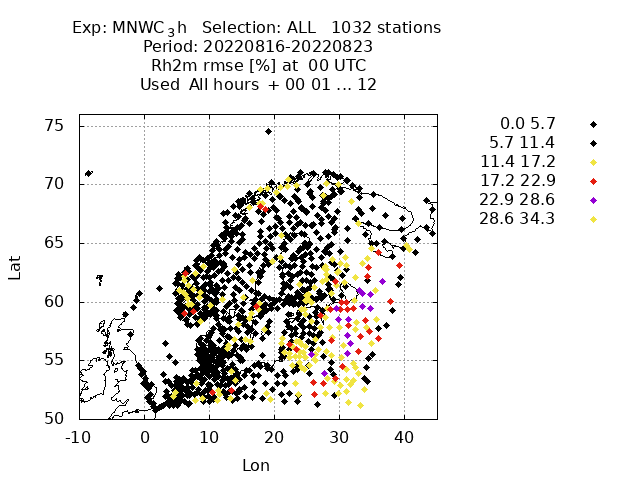 Exp: MNWC_3h Selection: ALL 1032 stations
Period: 20220816-20220823
Rh2m rmse [%] at 00 UTC
Used All hours + 00 01 ... 12
0.0 5.7
5.7 11.4
11.4 17.2
17.2 22.9
22.9 28.6
28.6 34.3
75
70
65
60
55
50
Lat
-10 0 10 20 30 40
Lon